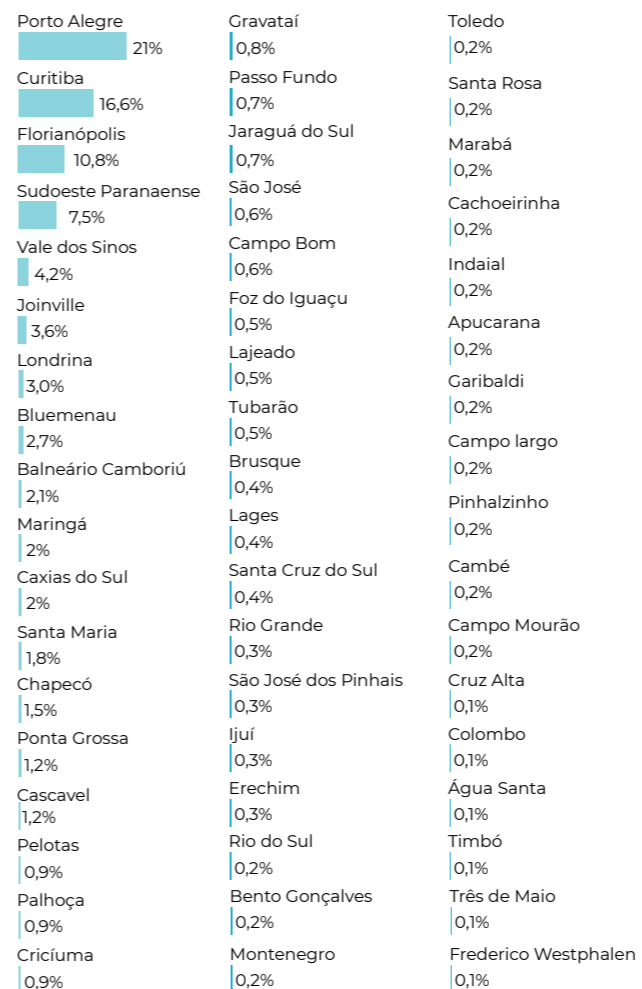 Porto Alegre
21%
Curitiba
16,6%
Florianópolis
10,8%
Sudoeste Paranaense
7,5%
Vale dos Sinos
4,2%
Joinville
3,6%
Londrina
3,0%
Bluemenau
2,7%
Balneário Camboriú
2,1%
Maringá
2%
Caxias do Sul
2%
Santa Maria
1,8%
Chapecó
1,5%
Ponta Grossa
1,2%
Cascavel
1,2%
Pelotas
0,9%
Palhoça
0,9%
Cricíuma
0,9%
Gravataí
0,8%
Passo Fundo
0,7%
Jaraguá do Sul
0,7%
São José
0,6%
Campo Bom
0,6%
Foz do Iguaçu
0,5%
Lajeado
0,5%
Tubarão
0,5%
Brusque
0,4%
Lages
0,4%
Santa Cruz do Sul
0,4%
Rio Grande
0,3%
São José dos Pinhais
0,3%
Ijuí
0,3%
Erechim
0,3%
Rio do Sul
0,2%
Bento Gonçalves
0,2%
Montenegro
0,2%
Toledo
0,2%
Santa Rosa
0,2%
Marabá
0,2%
Cachoeirinha
0,2%
Indaial
0,2%
Apucarana
0,2%
Garibaldi
0,2%
Campo largo
0,2%
Pinhalzinho
0,2%
Cambé
0,2%
Campo Mourão
0,2%
Cruz Alta
0,1%
Colombo
0,1%
Água Santa
0,1%
Timbó
0,1%
Três de Maio
0,1%
Frederico Westphalen
0,1%